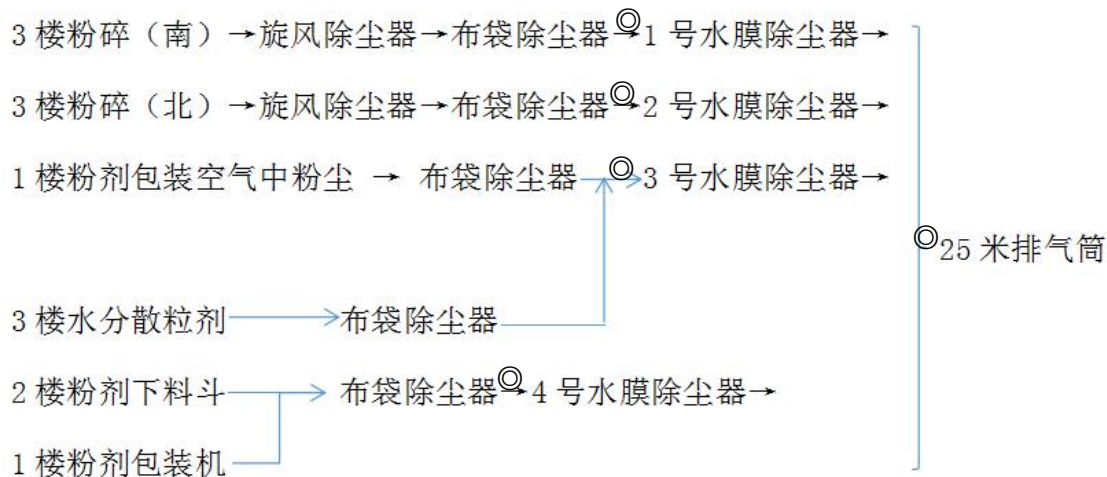 3 楼粉碎（南）→旋风除尘器→布袋除尘器◎→1 号水膜除尘器→
3 楼粉碎（北）→旋风除尘器→布袋除尘器◎→2 号水膜除尘器→
1 楼粉剂包装空气中粉尘 → 布袋除尘器→◎3 号水膜除尘器→
◎25 米排气筒
3 楼水分散粒剂→布袋除尘器
2 楼粉剂下料斗→布袋除尘器◎→4 号水膜除尘器→
1 楼粉剂包装机